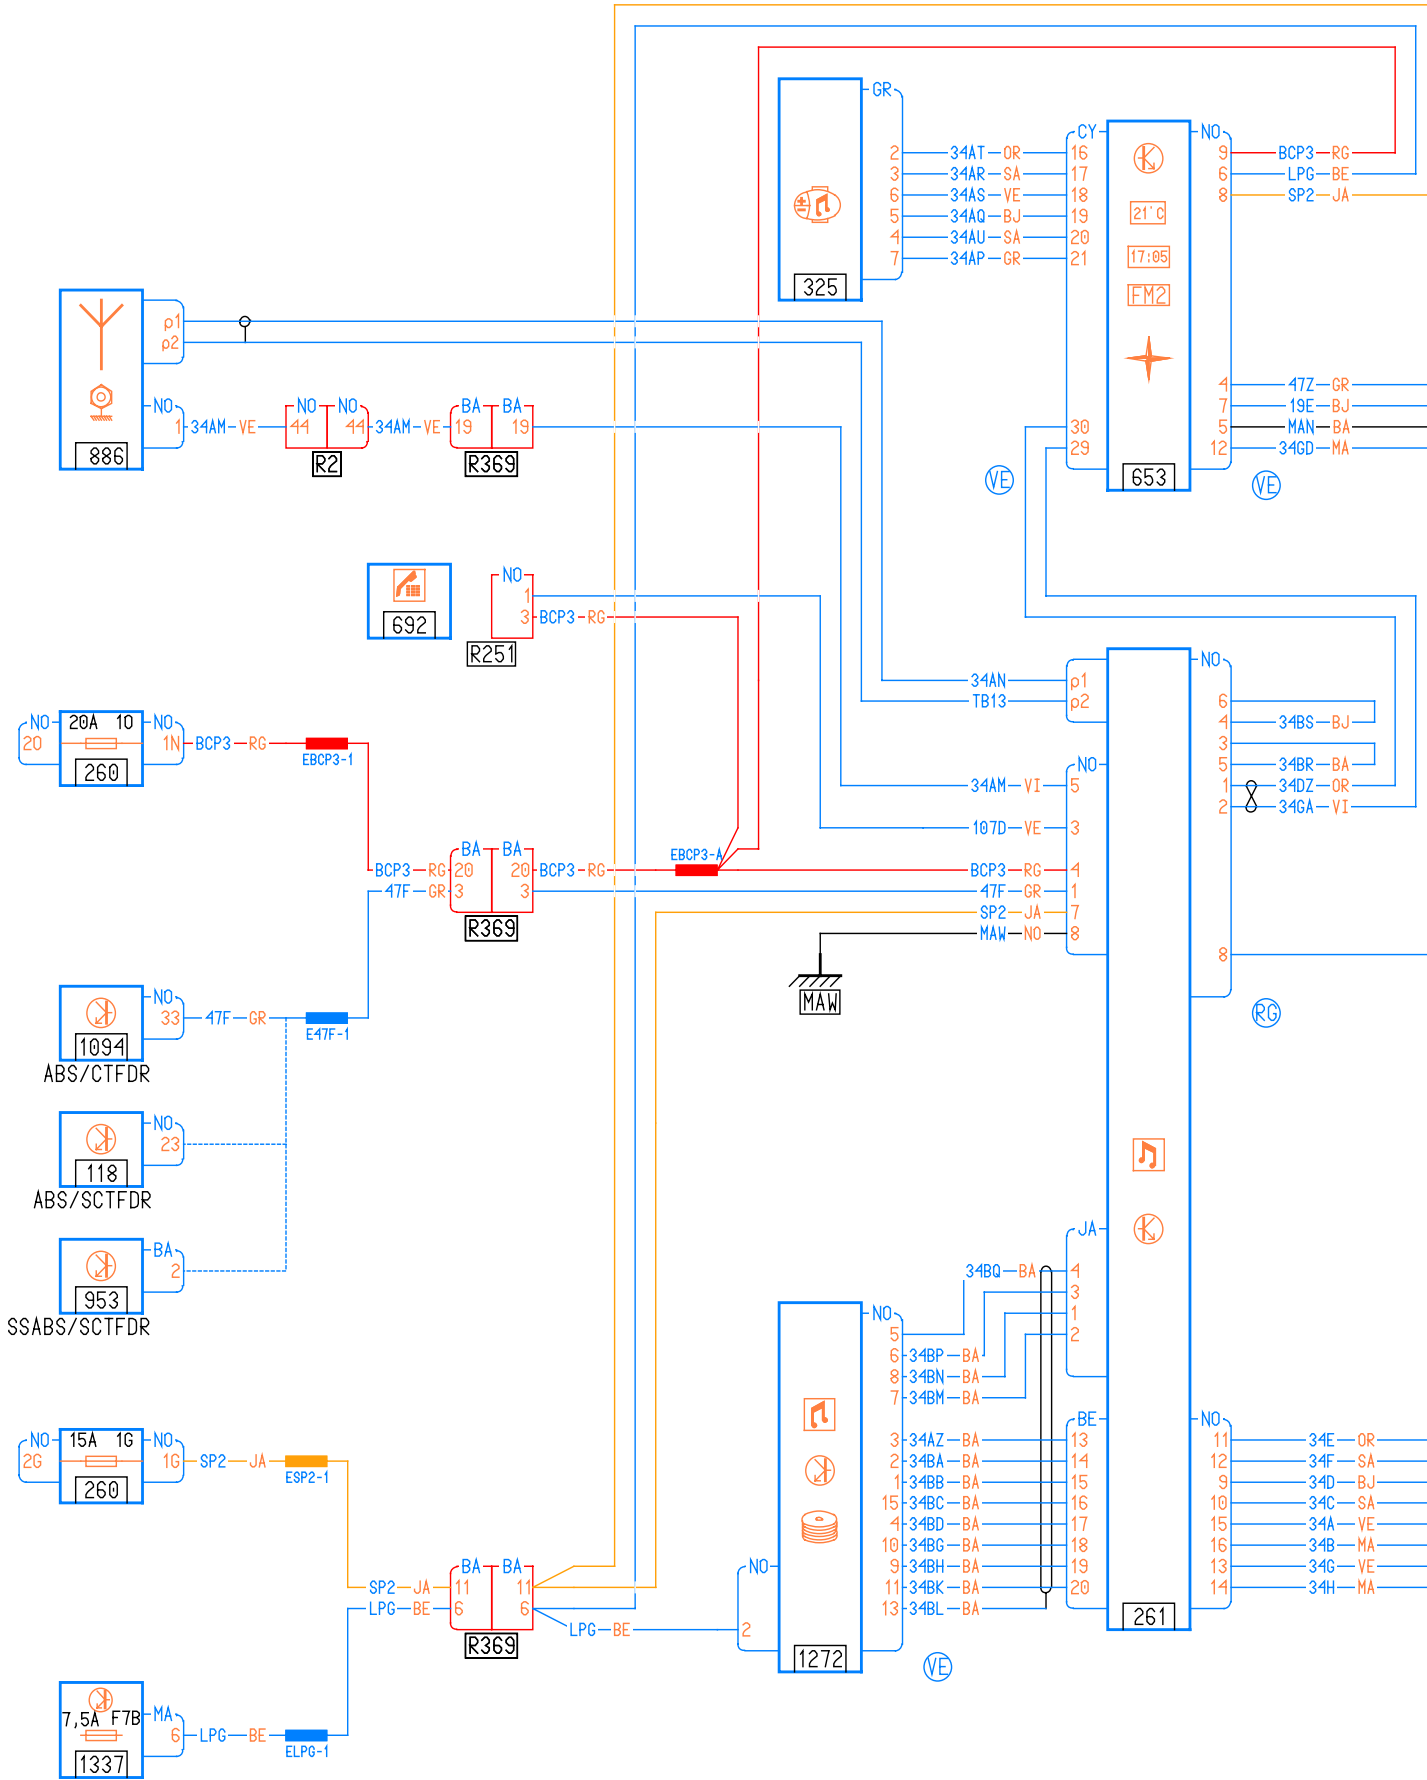 GR
2 34AT OR 16
3 34AR SA 17
6 34AS VE 18
5 34AQ BJ 19
4 34AU SA 20
7 34AP GR 21
325
CY NO
21°C
17:05
FM2
9 BCP3 RG
6 LPG BE
8 SP2 JA
4 47Z GR
7 19E BJ
5 MAN BA
12 34GD MA
30
29
653
VE
VE
p1
p2
NO
1 34AM VE
886
NO NO
44 44
R2
34AM VE
BA BA
19 19
R369
692
NO
1
3 BCP3 RG
R251
34AN p1
TB13 p2
NO
34AM VI 5
107D VE 3
BCP3 RG 4
47F GR 1
SP2 JA 7
MAW NO 8
MAW
NO
6
4 34BS BJ
3
5 34BR BA
1 34DZ OR
2 34GA VI
8
RG
NO 20A 10 NO
20 1N BCP3 RG
260
EBCP3-1
BA BA
BCP3 RG 20 20 BCP3 RG
47F GR 3 3
R369
EBCP3-A
NO
33 47F GR
1094
ABS/CTFDR
E47F-1
NO
23
118
ABS/SCTFDR
BA
2
953
SSABS/SCTFDR
NO 15A 1G NO
2G 1G SP2 JA
260
ESP2-1
BA BA
SP2 JA 11 11
LPG BE 6 6
R369
LPG BE 2
NO
7,5A F7B MA
6 LPG BE
1337
ELPG-1
NO
5 34BQ BA 4
6 34BP BA 3
8 34BN BA 1
7 34BM BA 2
JA
BE
3 34AZ BA 13
2 34BA BA 14
1 34BB BA 15
15 34BC BA 16
4 34BD BA 17
10 34BG BA 18
9 34BH BA 19
11 34BK BA 20
13 34BL BA
1272
VE
NO
11 34E OR
12 34F SA
9 34D BJ
10 34C SA
15 34A VE
16 34B MA
13 34G VE
14 34H MA
261